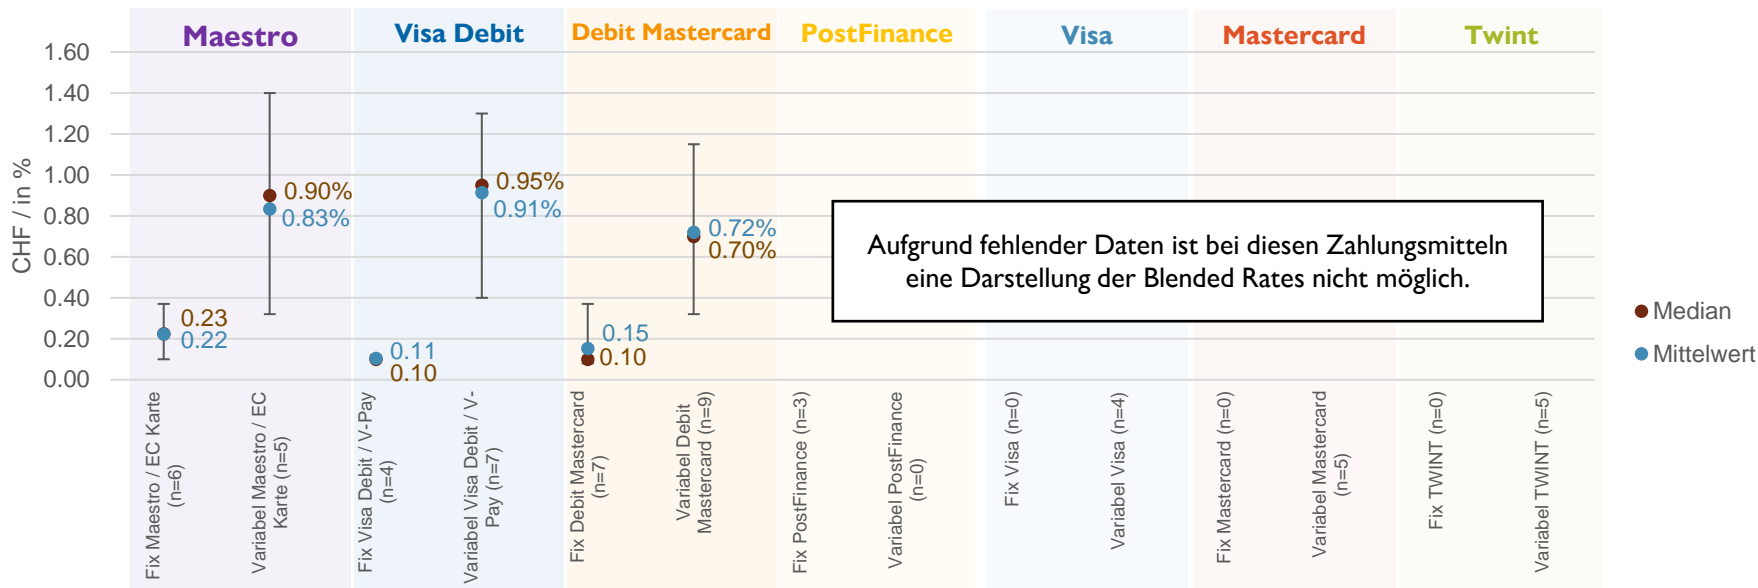 Maestro
Visa Debit
Debit Mastercard
PostFinance
Visa
Mastercard
Twint
CHF / in %
1.60
1.40
1.20
1.00
0.80
0.60
0.40
0.20
0.00
0.23
0.22
0.90%
0.83%
0.11
0.10
0.95%
0.91%
0.15
0.10
0.72%
0.70%
Aufgrund fehlender Daten ist bei diesen Zahlungsmitteln
eine Darstellung der Blended Rates nicht möglich.
Median
Mittelwert
Fix Maestro / EC Karte
(n=6)
Variabel Maestro / EC
Karte (n=5)
Fix Visa Debit / V-Pay
(n=4)
Variabel Visa Debit / V-
Pay (n=7)
Fix Debit Mastercard
(n=7)
Variabel Debit
Mastercard (n=9)
Fix PostFinance (n=3)
Variabel PostFinance
(n=0)
Fix Visa (n=0)
Variabel Visa (n=4)
Fix Mastercard (n=0)
Variabel Mastercard
(n=5)
Fix TWINT (n=0)
Variabel TWINT (n=5)